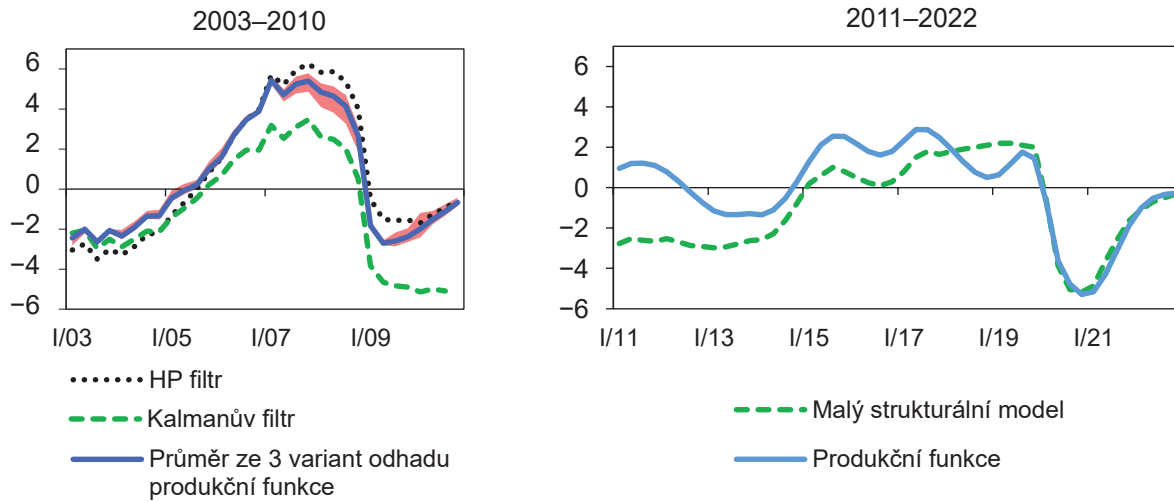 2003–2010
6
4
2
0
−2
−4
−6
I/03
I/05
I/07
I/09
HP filtr
Kalmanův filtr
Průměr ze 3 variant odhadu
produkční funkce
2011–2022
6
4
2
0
−2
−4
−6
I/11
I/13
I/15
I/17
I/19
I/21
Malý strukturální model
Produkční funkce